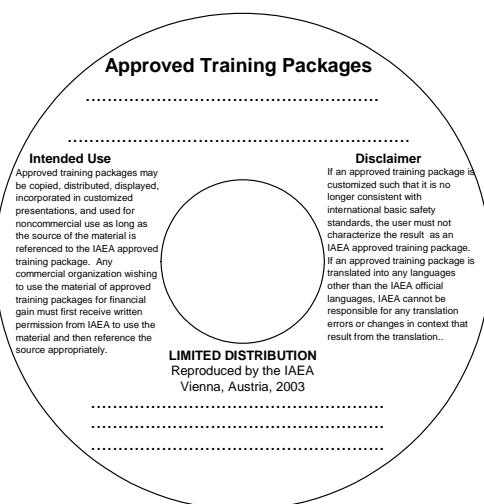 Approved Training Packages
………………………………………………
………………………………………………………
Intended Use
Approved training packages may
be copied, distributed, displayed,
incorporated in customized
presentations, and used for
noncommercial use as long as
the source of the material is
referenced to the IAEA approved
training package. Any
commercial organization wishing
to use the material of approved
training packages for financial
gain must first receive written
permission from IAEA to use the
material and then reference the
source appropriately.
Disclaimer
If an approved training package is
customized such that it is no
longer consistent with
international basic safety
standards, the user must not
characterize the result as an
IAEA approved training package.
If an approved training package is
translated into any languages
other than the IAEA official
languages, IAEA cannot be
responsible for any translation
errors or changes in context that
result from the translation..
LIMITED DISTRIBUTION
Reproduced by the IAEA
Vienna, Austria, 2003
………………………………………………
………………………………………………
………………………………………………